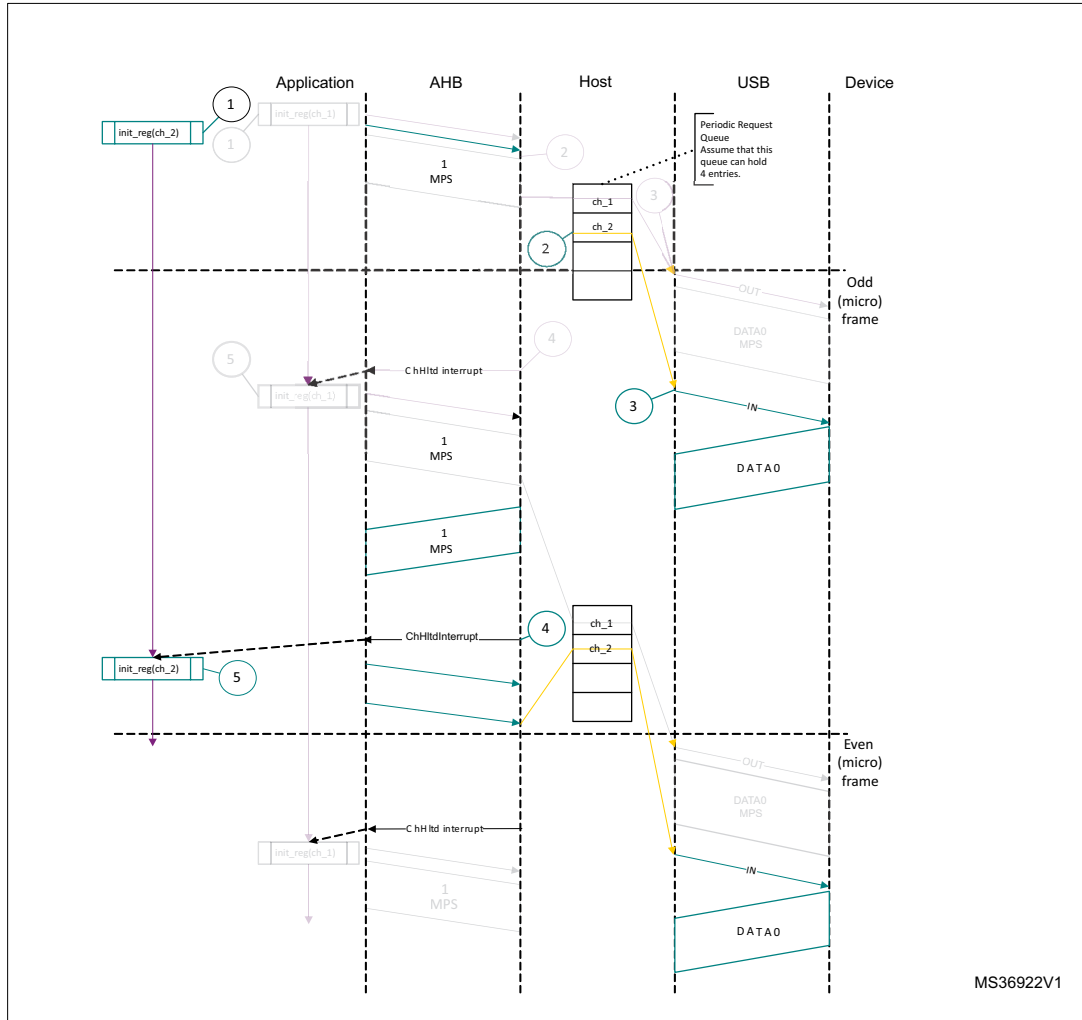 Application
AHB
Host
USB
Device
1
init_reg(ch_1)
init_reg(ch_2)
1
2
Periodic Request
Queue
Assume that this
queue can hold
4 entries.
1
MPS
3
ch_1
ch_2
2
Odd
(micro)
frame
OUT
DATA0
MPS
4
5
ChHltd interrupt
init_reg(ch_1)
3
IN
1
MPS
DATA0
1
MPS
ch_1
4
ChHltdInterrupt
ch_2
init_reg(ch_2)
5
Even
(micro)
frame
OUT
DATA0
MPS
ChHltd interrupt
init_reg(ch_1)
IN
1
MPS
DATA0
MS36922V1